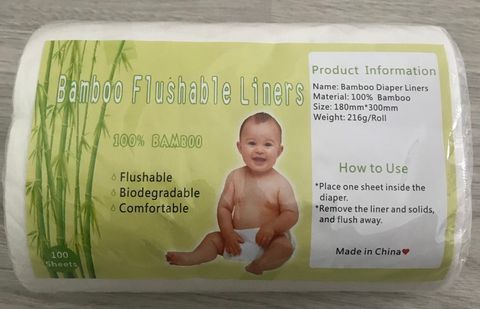 Bamboo Flushable Liners
100% BAMBOO
Flushable
Biodegradable
Comfortable
100
Sheets
Product Information
Name: Bamboo Diaper Liners
Material: 100% Bamboo
Size: 180mm*300mm
Weight: 216g/Roll
How to Use
*Place one sheet inside the
diaper.
*Remove the liner and solids,
and flush away.
Made in China❤